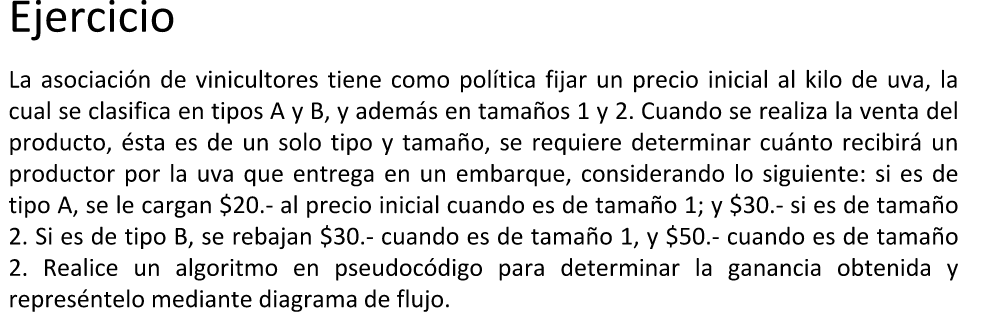 Ejercicio
La asociación de vinicultores tiene como política fijar un precio inicial al kilo de uva, la
cual se clasifica en tipos A y B, y además en tamaños 1 y 2. Cuando se realiza la venta del
producto, ésta es de un solo tipo y tamaño, se requiere determinar cuánto recibirá un
productor por la uva que entrega en un embarque, considerando lo siguiente: si es de
tipo A, se le cargan $20.- al precio inicial cuando es de tamaño 1; y $30.- si es de tamaño
2. Si es de tipo B, se rebajan $30.- cuando es de tamaño 1, y $50.- cuando es de tamaño
2. Realice un algoritmo en pseudocódigo para determinar la ganancia obtenida y
represéntelo mediante diagrama de flujo.